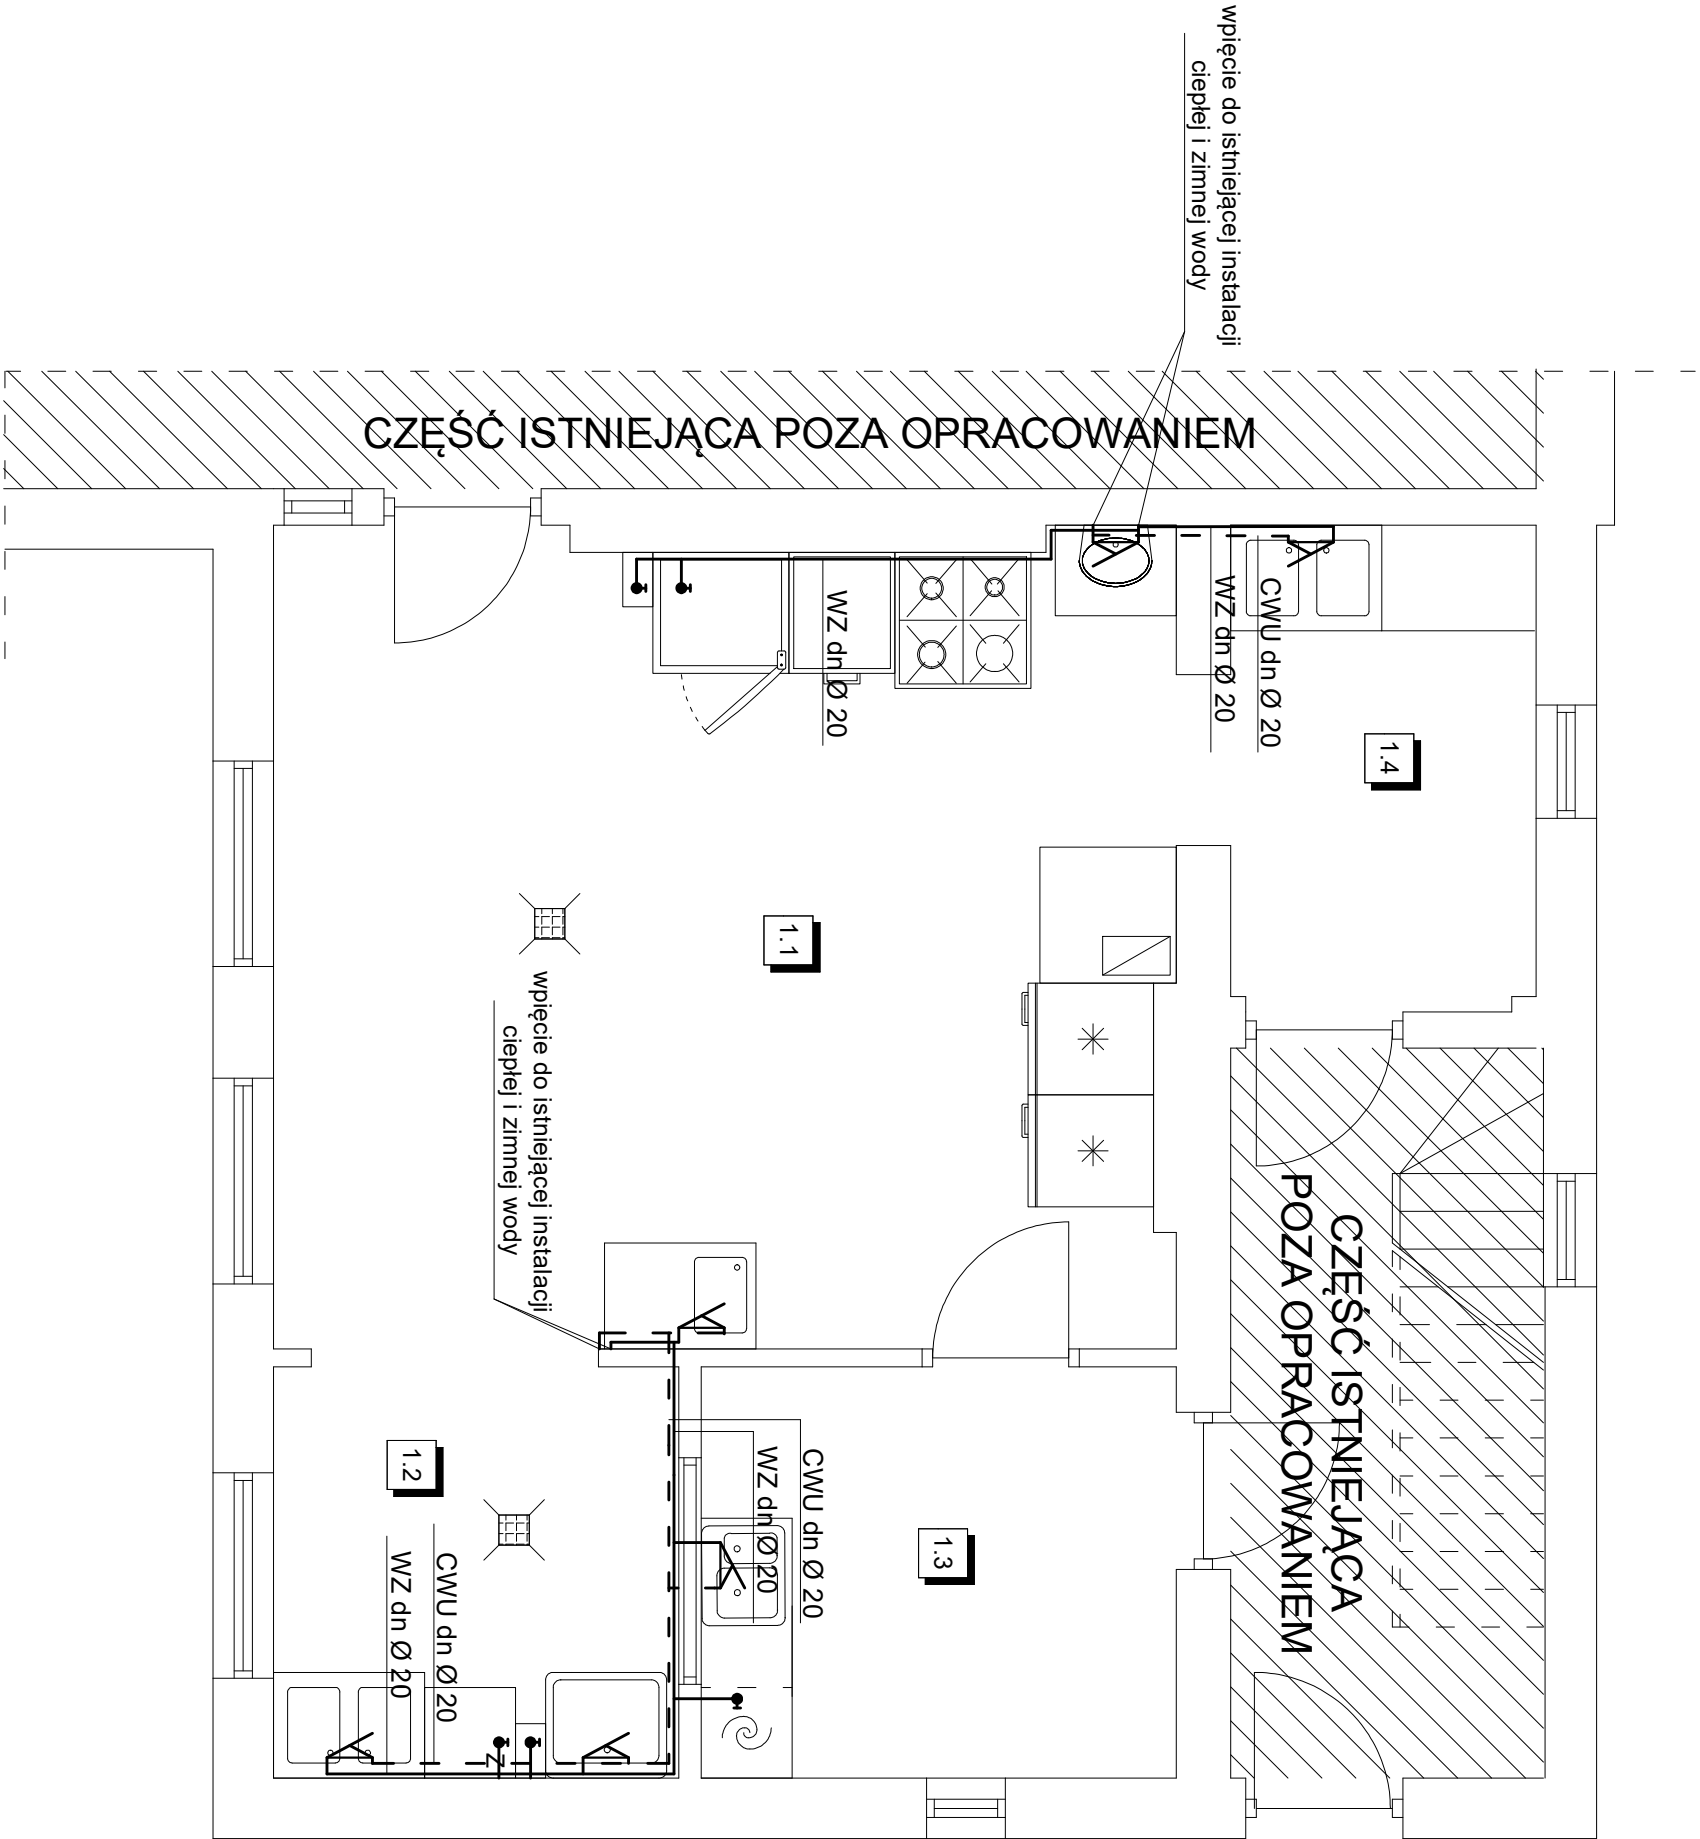 wpięcie do istniejącej instalacji
ciepłej i zimnej wody
CZĘŚĆ ISTNIEJĄCA POZA OPRACOWANIEM
WZ dn Ø 20
CWU dn Ø 20
WZ dn Ø 20
1.4
1.1
wpięcie do istniejącej instalacji
ciepłej i zimnej wody
CZĘŚĆ ISTNIEJĄCA
POZA OPRACOWANIEM
1.2
CWU dn Ø 20
WZ dn Ø 20
1.3
CWU dn Ø 20
WZ dn Ø 20
Z